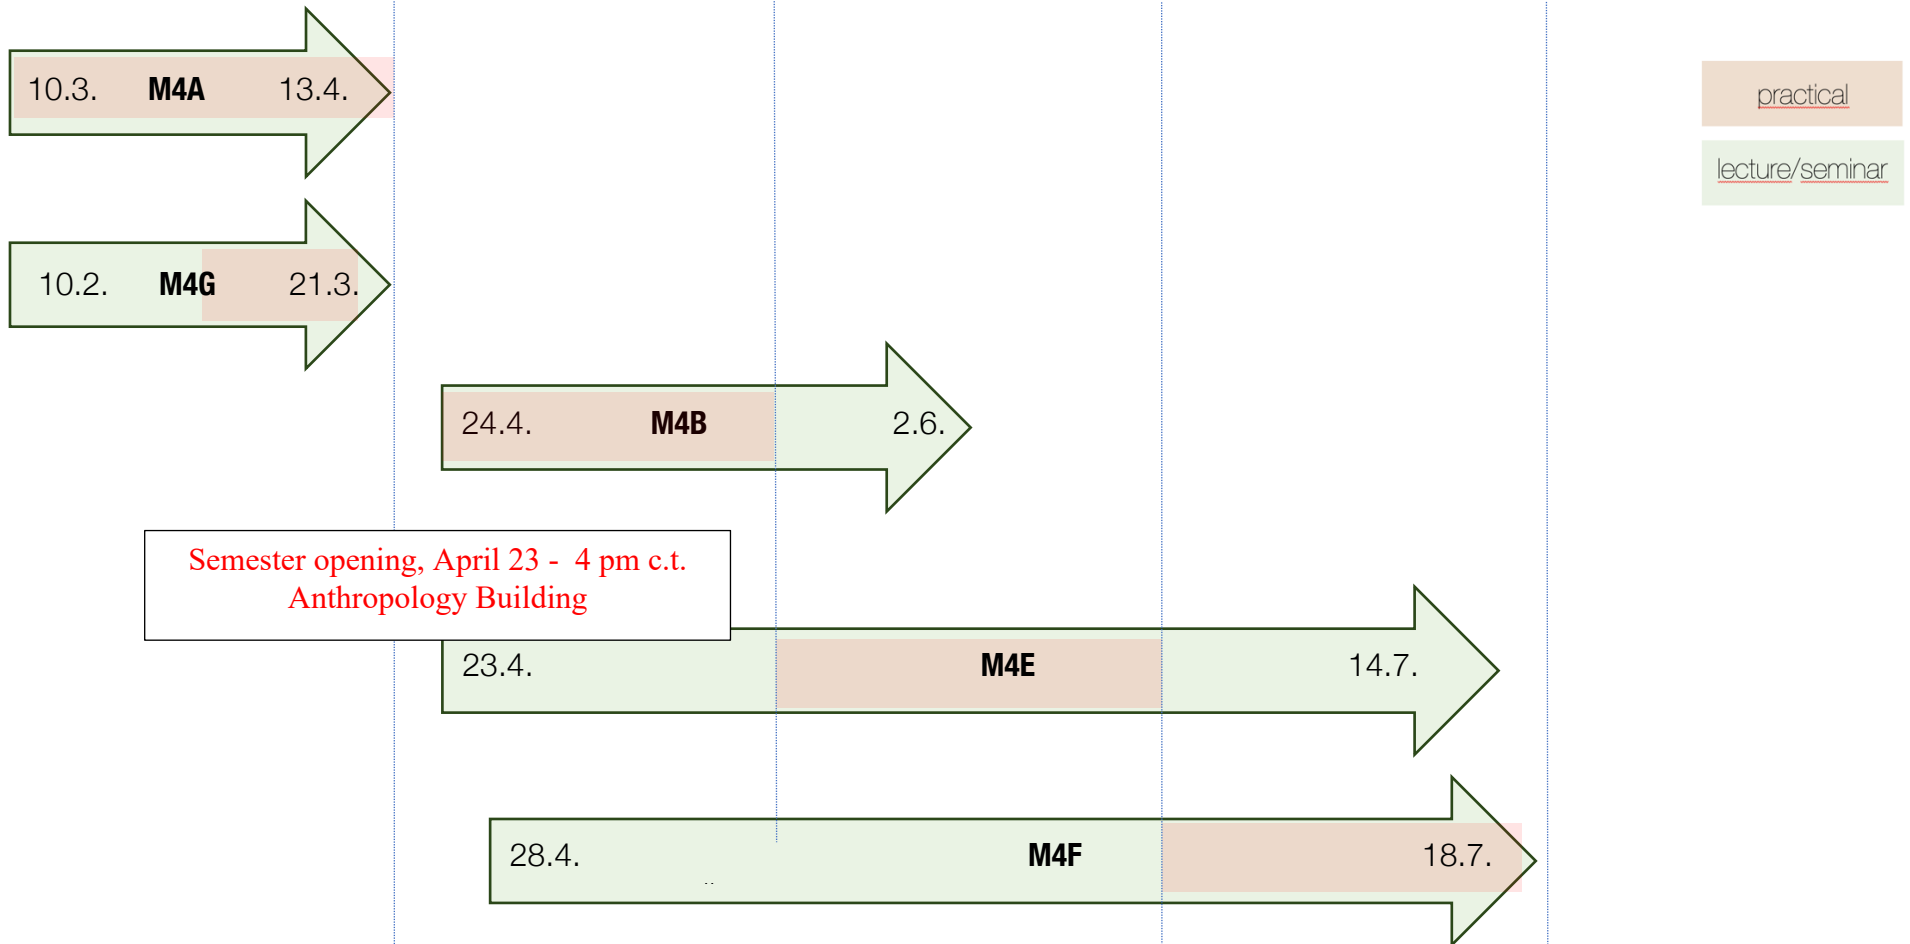 10.3. M4A 13.4.
practical
lecture/seminar
10.2. M4G 21.3.
24.4. M4B 2.6.
Semester opening, April 23 - 4 pm c.t.
Anthropology Building
23.4. M4E 14.7.
28.4. M4F 18.7.